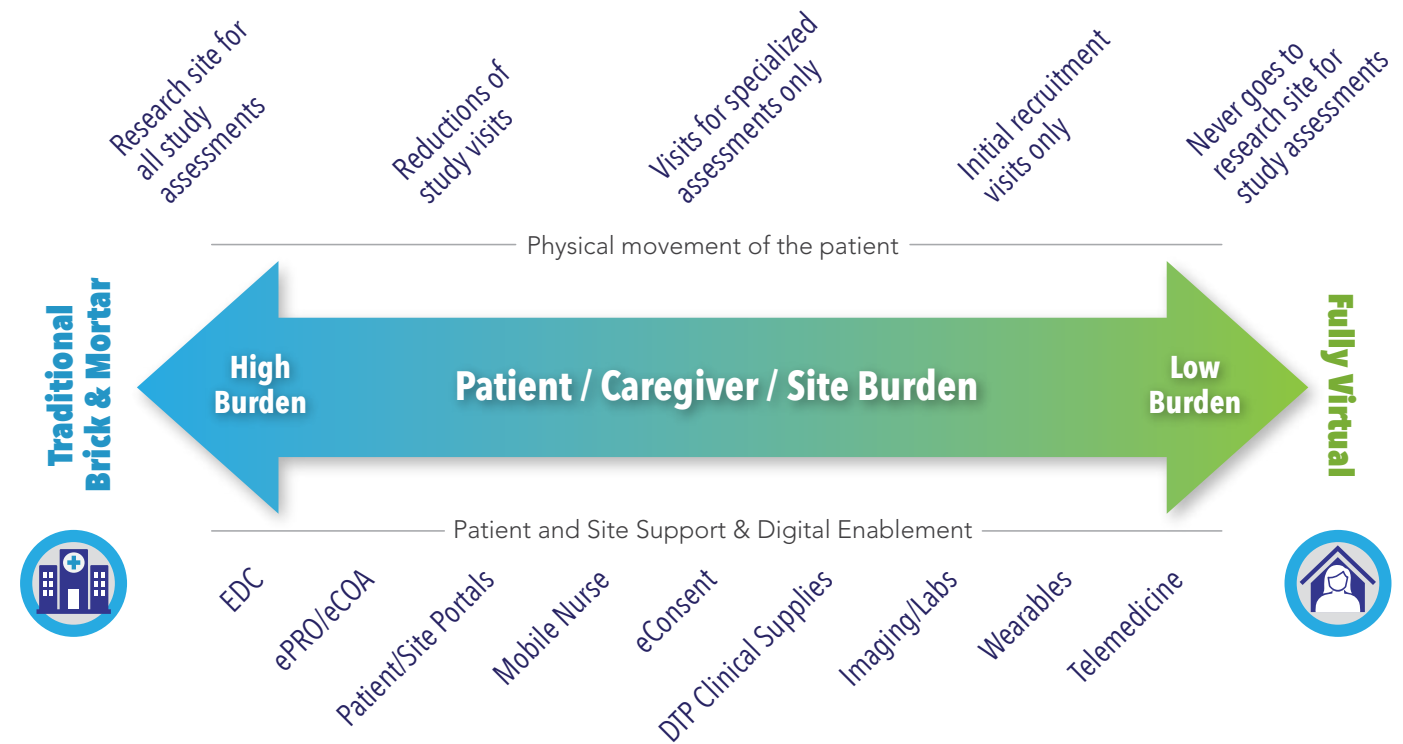 Research site for
all study
assessments
Reductions of
study visits
Visits for specialized
assessments only
Initial recruitment
visits only
Never goes to
research site for
study assessments
Physical movement of the patient
Traditional
Brick & Mortar
High
Burden
Patient / Caregiver / Site Burden
Low
Burden
Fully Virtual
Patient and Site Support & Digital Enablement
EDC
ePRO/eCOA
Patient/Site Portals
Mobile Nurse
eConsent
DTP Clinical Supplies
Imaging/Labs
Wearables
Telemedicine